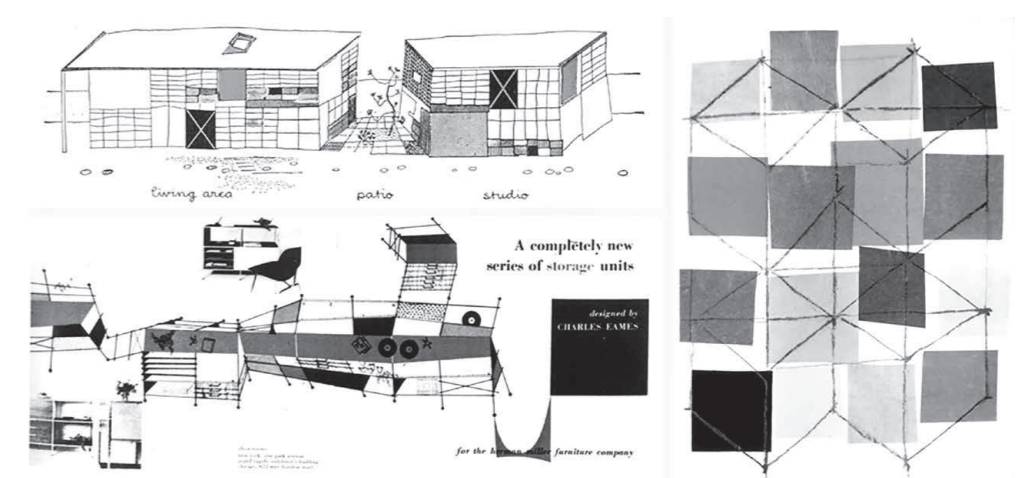 living area
patio
studio
A completely new
series of storage units
designed by
CHARLES EAMES
for the herman miller furniture company